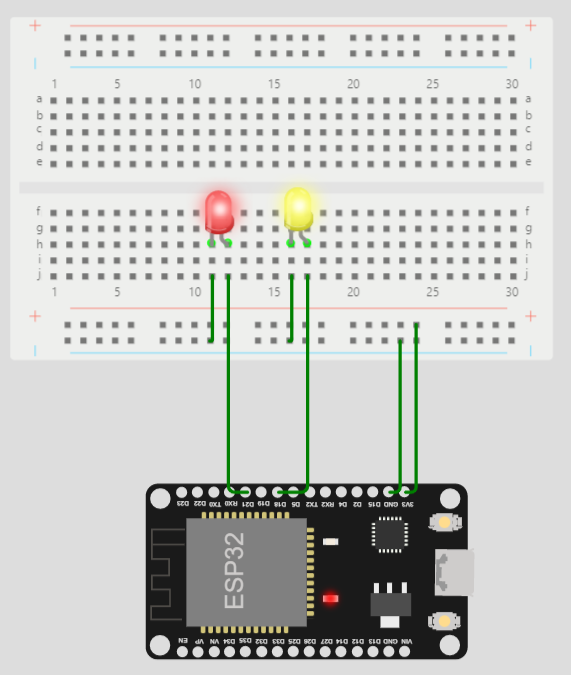 + +
| |
1 5 10 15 20 25 30
a a
b b
c c
d d
e e
f f
g g
h h
i i
j j
1 5 10 15 20 25 30
+ +
| |
D23 D22 TX0 RX0 D21 D19 D18 D5 TX2 RX2 D4 D2 D15 GND 3V3
ESP32
EN VP VN D34 D35 D32 D33 D25 D26 D27 D14 D12 D13 GND VIN